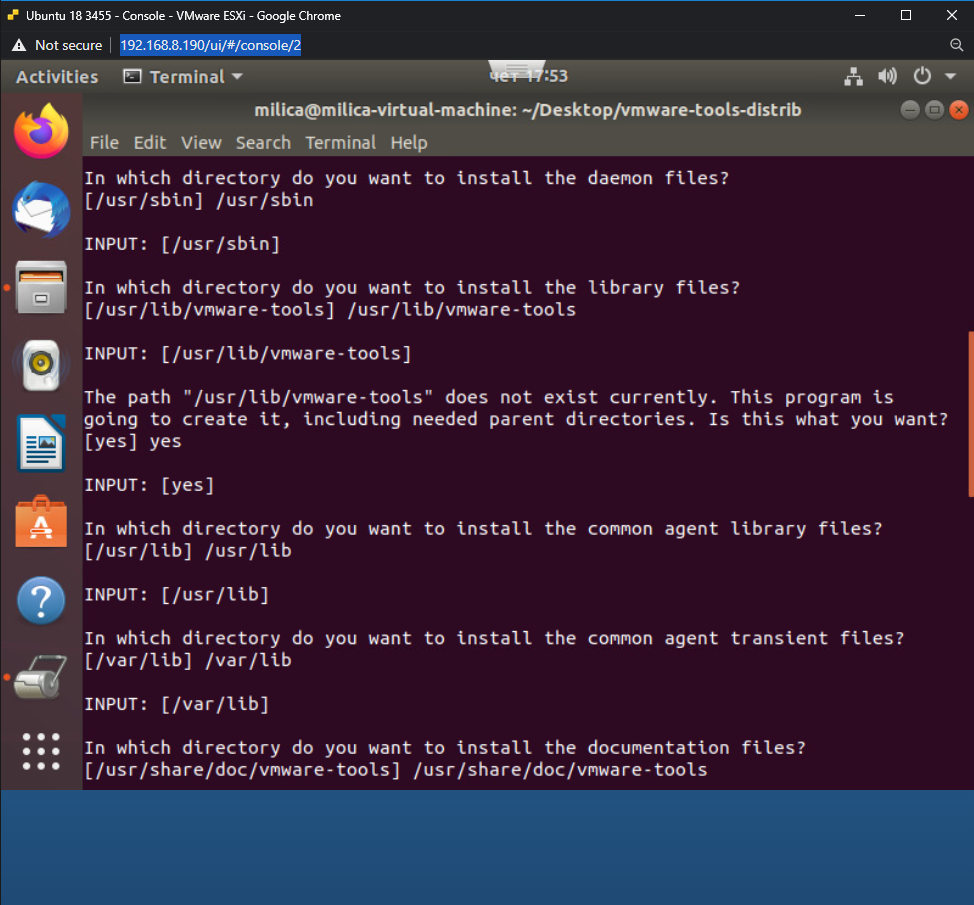 Ubuntu 18 3455 - Console - VMware ESXi - Google Chrome
Not secure 192.168.8.190/ui/#/console/2
Activities Terminal чет 17:53
milica@milica-virtual-machine: ~/Desktop/vmware-tools-distrib
File Edit View Search Terminal Help
In which directory do you want to install the daemon files?
[/usr/sbin] /usr/sbin
INPUT: [/usr/sbin]
In which directory do you want to install the library files?
[/usr/lib/vmware-tools] /usr/lib/vmware-tools
INPUT: [/usr/lib/vmware-tools]
The path "/usr/lib/vmware-tools" does not exist currently. This program is
going to create it, including needed parent directories. Is this what you want?
[yes] yes
INPUT: [yes]
In which directory do you want to install the common agent library files?
[/usr/lib] /usr/lib
INPUT: [/usr/lib]
In which directory do you want to install the common agent transient files?
[/var/lib] /var/lib
INPUT: [/var/lib]
In which directory do you want to install the documentation files?
[/usr/share/doc/vmware-tools] /usr/share/doc/vmware-tools